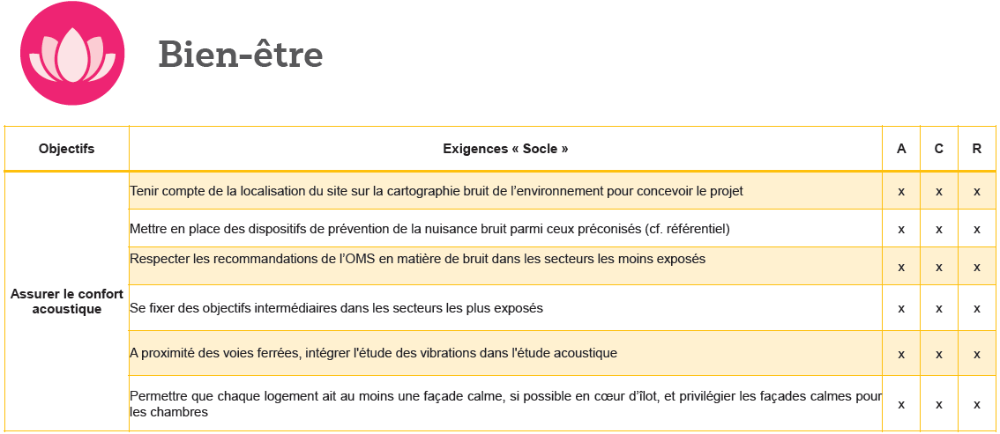 Bien-être
Objectifs Exigences « Socle » A C R
Tenir compte de la localisation du site sur la cartographie bruit de l’environnement pour concevoir le projet x x x
Mettre en place des dispositifs de prévention de la nuisance bruit parmi ceux préconisés (cf. référentiel) x x x
Respecter les recommandations de l’OMS en matière de bruit dans les secteurs les moins exposés x x x
Assurer le confort
acoustique
Se fixer des objectifs intermédiaires dans les secteurs les plus exposés x x x
A proximité des voies ferrées, intégrer l'étude des vibrations dans l'étude acoustique x x x
Permettre que chaque logement ait au moins une façade calme, si possible en cœur d’îlot, et privilégier les façades calmes pour
les chambres x x x